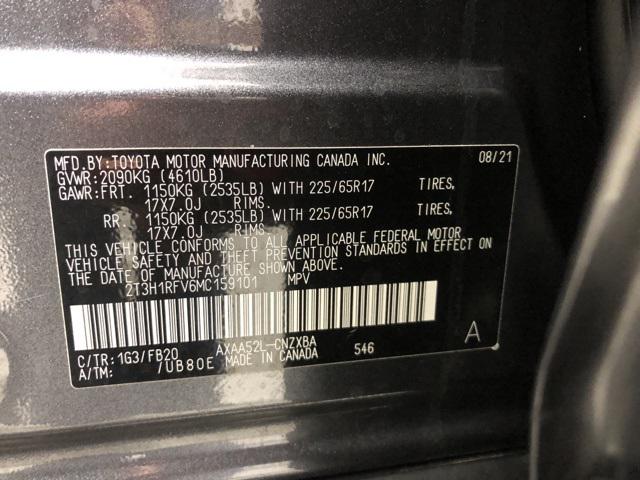 MFD.BY:TOYOTA MOTOR MANUFACTURING CANADA INC. 08/21
GVWR:2090KG (4610LB)
GAWR:FRT. 1150KG (2535LB) WITH 225/65R17 TIRES,
17X7.0J RIMS.
RR. 1150KG (2535LB) WITH 225/65R17 TIRES,
17X7.0J RIMS.
THIS VEHICLE CONFORMS TO ALL APPLICABLE FEDERAL MOTOR
VEHICLE SAFETY AND THEFT PREVENTION STANDARDS IN EFFECT ON
THE DATE OF MANUFACTURE SHOWN ABOVE.
2T3H1RFV6MC159101 MPV
C/TR:1G3/FB20 AXAA52L-CNZXBA 546 A
A/TM: /UB80E MADE IN CANADA